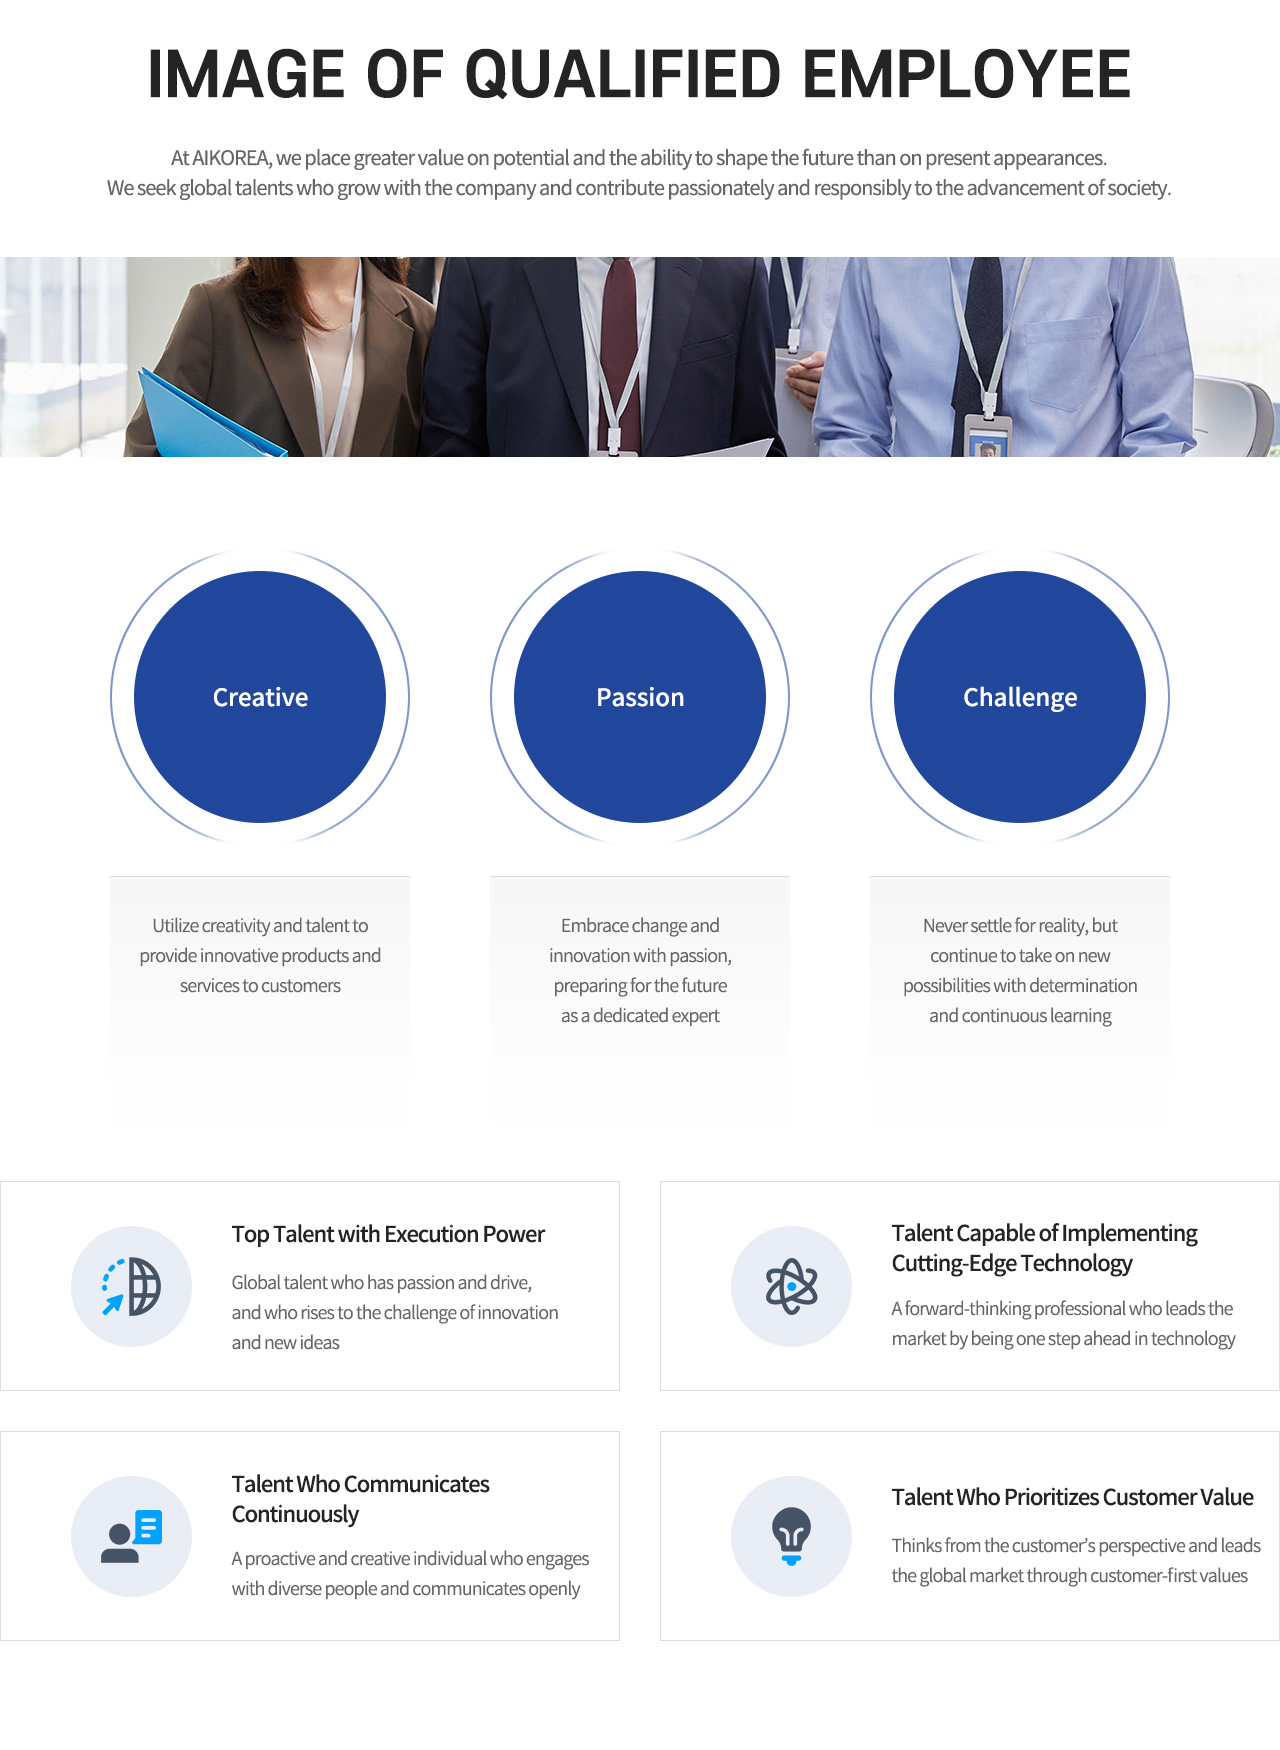 IMAGE OF QUALIFIED EMPLOYEE
At AIKOREA, we place greater value on potential and the ability to shape the future than on present appearances.
We seek global talents who grow with the company and contribute passionately and responsibly to the advancement of society.
Creative
Utilize creativity and talent to
provide innovative products and
services to customers
Passion
Embrace change and
innovation with passion,
preparing for the future
as a dedicated expert
Challenge
Never settle for reality, but
continue to take on new
possibilities with determination
and continuous learning
Top Talent with Execution Power
Global talent who has passion and drive,
and who rises to the challenge of innovation
and new ideas
Talent Capable of Implementing
Cutting-Edge Technology
A forward-thinking professional who leads the
market by being one step ahead in technology
Talent Who Communicates
Continuously
A proactive and creative individual who engages
with diverse people and communicates openly
Talent Who Prioritizes Customer Value
Thinks from the customer’s perspective and leads
the global market through customer-first values